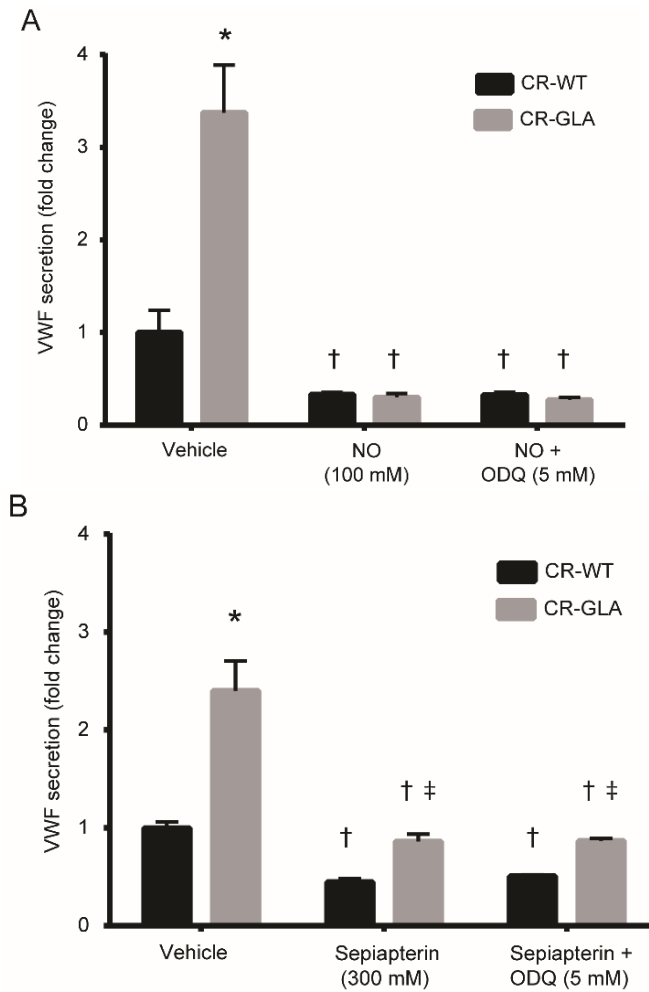 A
VWF secretion (fold change)
4
3
2
1
0
*
CR-WT
CR-GLA
† † † †
Vehicle NO NO +
(100 mM) ODQ (5 mM)
B
VWF secretion (fold change)
4
3
2
1
0
CR-WT
CR-GLA
*
† ‡ † ‡
† †
Vehicle Sepiapterin Sepiapterin +
(300 mM) ODQ (5 mM)